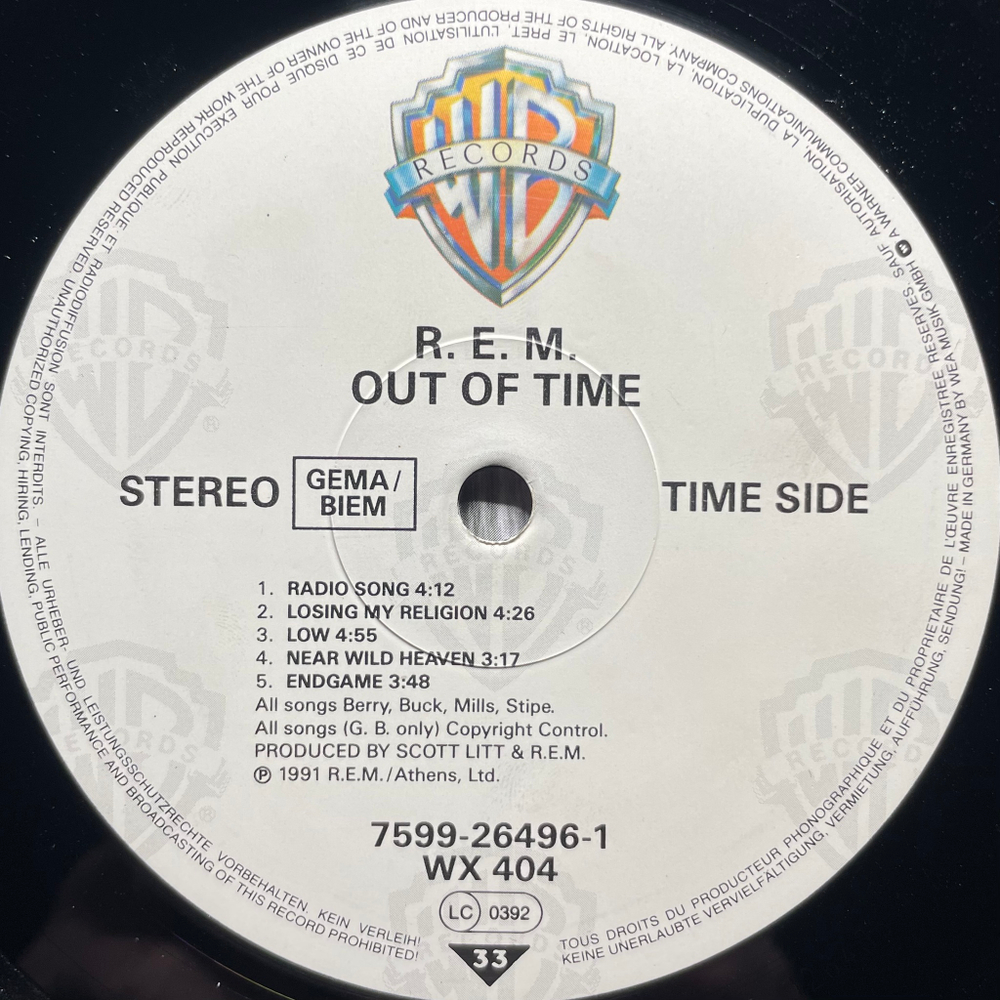 WB
RECORDS
R. E. M.
OUT OF TIME
STEREO
GEMA/
BIEM
TIME SIDE
1. RADIO SONG 4:12
2. LOSING MY RELIGION 4:26
3. LOW 4:55
4. NEAR WILD HEAVEN 3:17
5. ENDGAME 3:48
All songs Berry, Buck, Mills, Stipe.
All songs (G. B. only) Copyright Control.
PRODUCED BY SCOTT LITT & R.E.M.
℗ 1991 R.E.M./Athens, Ltd.
7599-26496-1
WX 404
LC 0392
33
TOUS DROITS DU PRODUCTEUR PHONOGRAPHIQUE ET DU PROPRIETAIRE DE L'ŒUVRE ENREGISTREE RESERVES. SAUF AUTORISATION, LA DUPLICATION, LA LOCATION, LE PRET, L'UTILISATION DE CE DISQUE POUR EXECUTION PUBLIQUE ET RADIODIFFUSION SONT INTERDITS. – ALLE URHEBER- UND LEISTUNGSSCHUTZRECHTE VORBEHALTEN. KEIN VERLEIH!
KEINE UNERLAUBTE VERVIELFÄLTIGUNG, VERMIETUNG, AUFFÜHRUNG, SENDUNG! – MADE IN GERMANY BY WEA MUSIK GMBH A WARNER COMMUNICATIONS COMPANY. ALL RIGHTS OF THE PRODUCER AND OF THE OWNER OF THE WORK REPRODUCED RESERVED. UNAUTHORIZED COPYING, HIRING, LENDING, PUBLIC PERFORMANCE AND BROADCASTING OF THIS RECORD PROHIBITED!